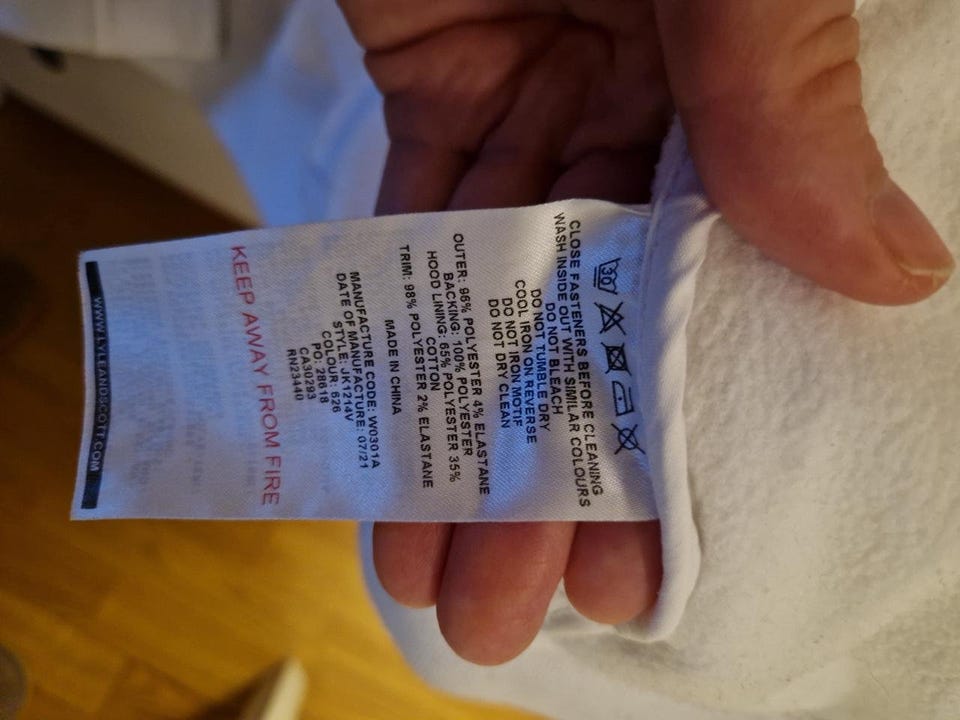 30
CLOSE FASTENERS BEFORE CLEANING
WASH INSIDE OUT WITH SIMILAR COLOURS
DO NOT BLEACH
DO NOT TUMBLE DRY
COOL IRON ON REVERSE
DO NOT IRON MOTIF
DO NOT DRY CLEAN
OUTER: 96% POLYESTER 4% ELASTANE
BACKING: 100% POLYESTER
HOOD LINING: 65% POLYESTER 35%
COTTON
TRIM: 98% POLYESTER 2% ELASTANE
MADE IN CHINA
MANUFACTURE CODE: W0301A
DATE OF MANUFACTURE: 07/21
STYLE: JK1214V
COLOUR: 626
PO: 28618
CA30293
RN23440
KEEP AWAY FROM FIRE
WWW.LYLEANDSCOTT.COM